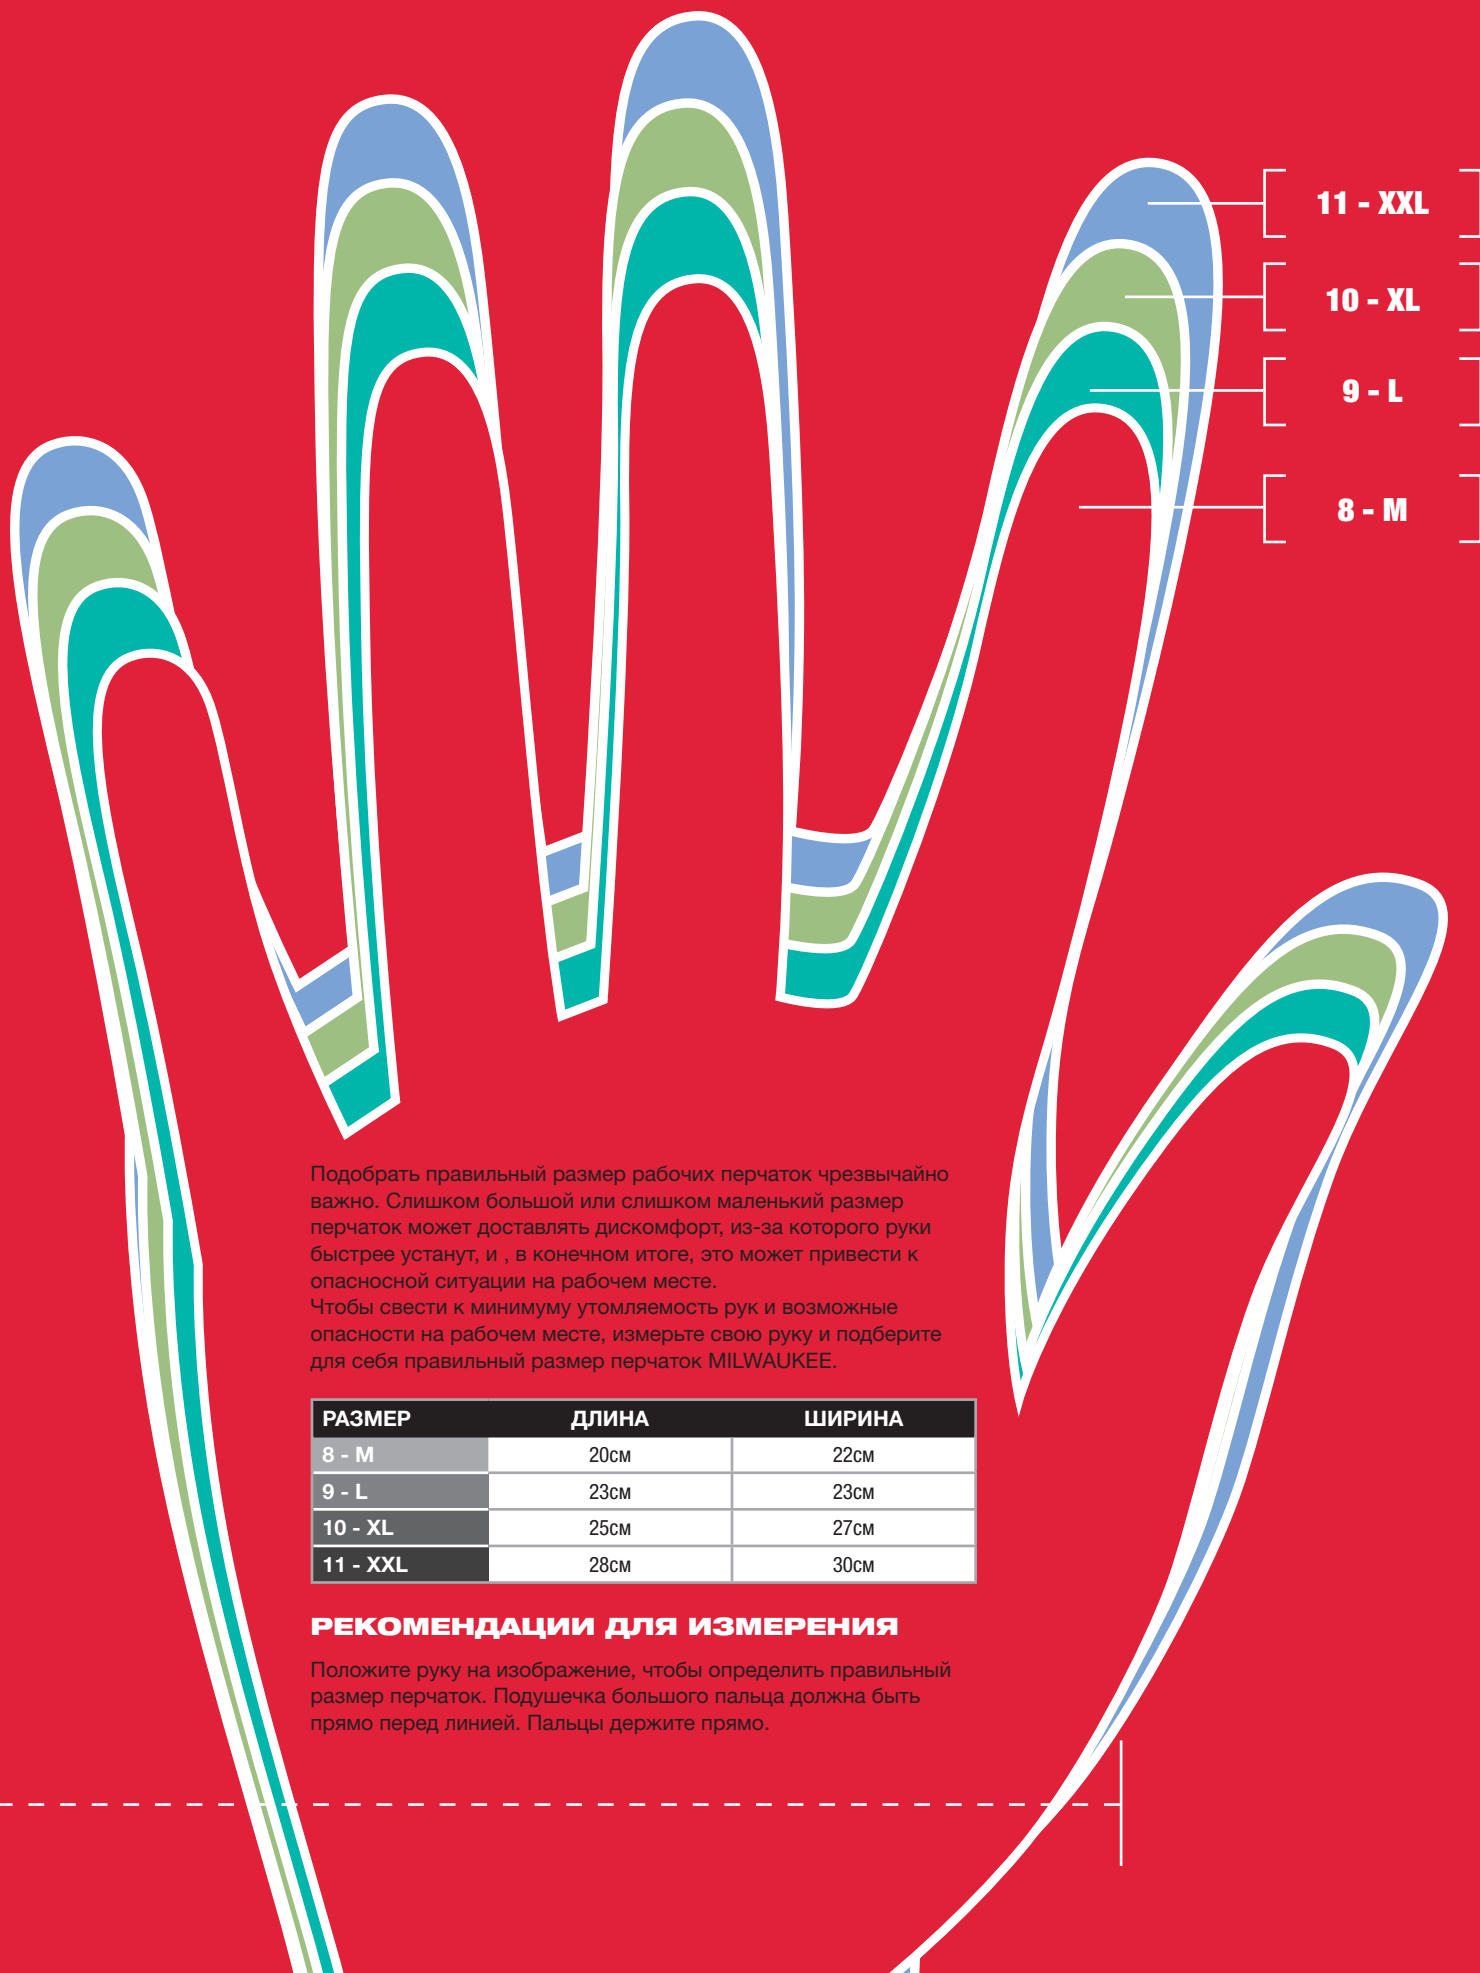 11 - XXL
10 - XL
9 - L
8 - M
Подобрать правильный размер рабочих перчаток чрезвычайно
важно. Слишком большой или слишком маленький размер
перчаток может доставлять дискомфорт, из-за которого руки
быстрее устанут, и , в конечном итоге, это может привести к
опасносной ситуации на рабочем месте.
Чтобы свести к минимуму утомляемость рук и возможные
опасности на рабочем месте, измерьте свою руку и подберите
для себя правильный размер перчаток MILWAUKEE.
РАЗМЕР ДЛИНА ШИРИНА
8 - M 20см 22см
9 - L 23см 23см
10 - XL 25см 27см
11 - XXL 28см 30см
РЕКОМЕНДАЦИИ ДЛЯ ИЗМЕРЕНИЯ
Положите руку на изображение, чтобы определить правильный
размер перчаток. Подушечка большого пальца должна быть
прямо перед линией. Пальцы держите прямо.